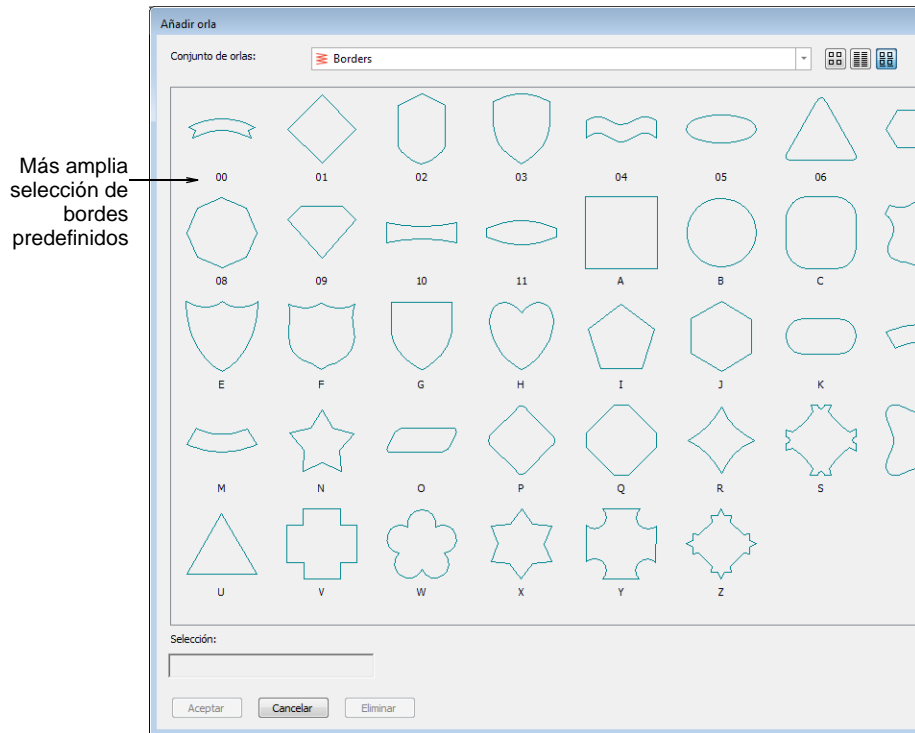 Añadir orla
Conjunto de orlas:
Borders
Más amplia
selección de
bordes
predefinidos
00 01 02 03 04 05 06
08 09 10 11 A B C
E F G H I J K
M N O P Q R S
U V W X Y Z
Selección:
Aceptar Cancelar Eliminar